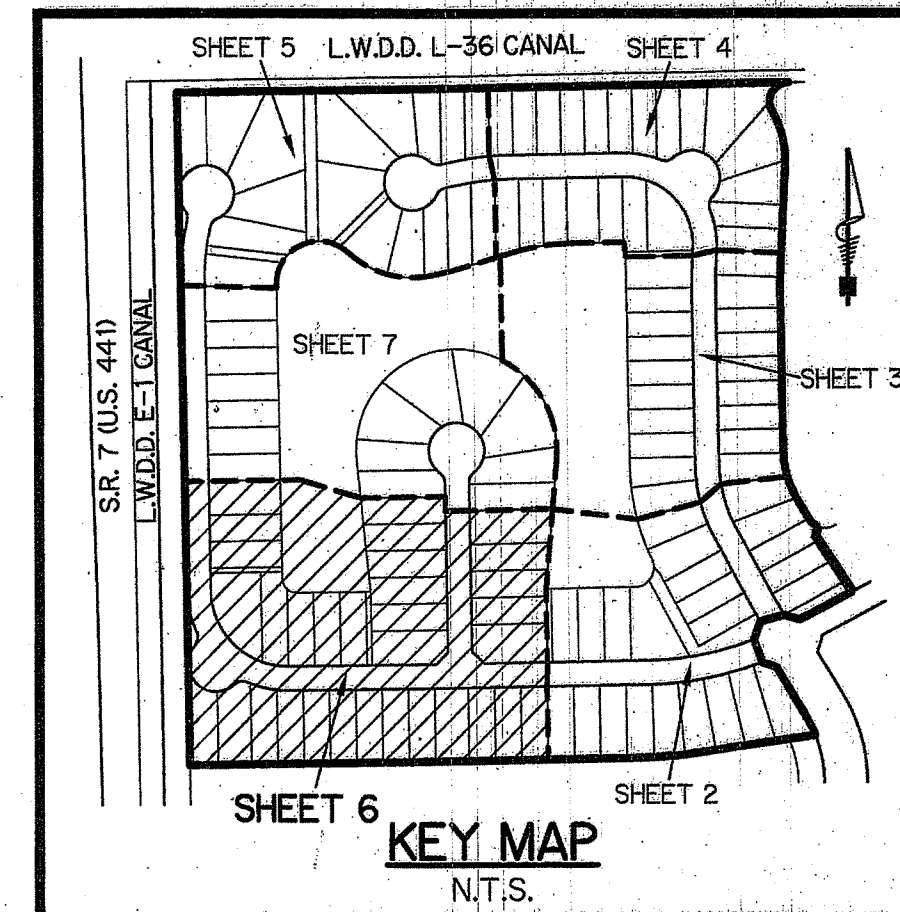 SHEET 5 L.W.D.D. L-36 CANAL SHEET 4
SHEET 7
SHEET 3
S.R. 7 (U.S. 441)
L.W.D.D. E-1 CANAL
SHEET 6
SHEET 2
KEY MAP
N.T.S.